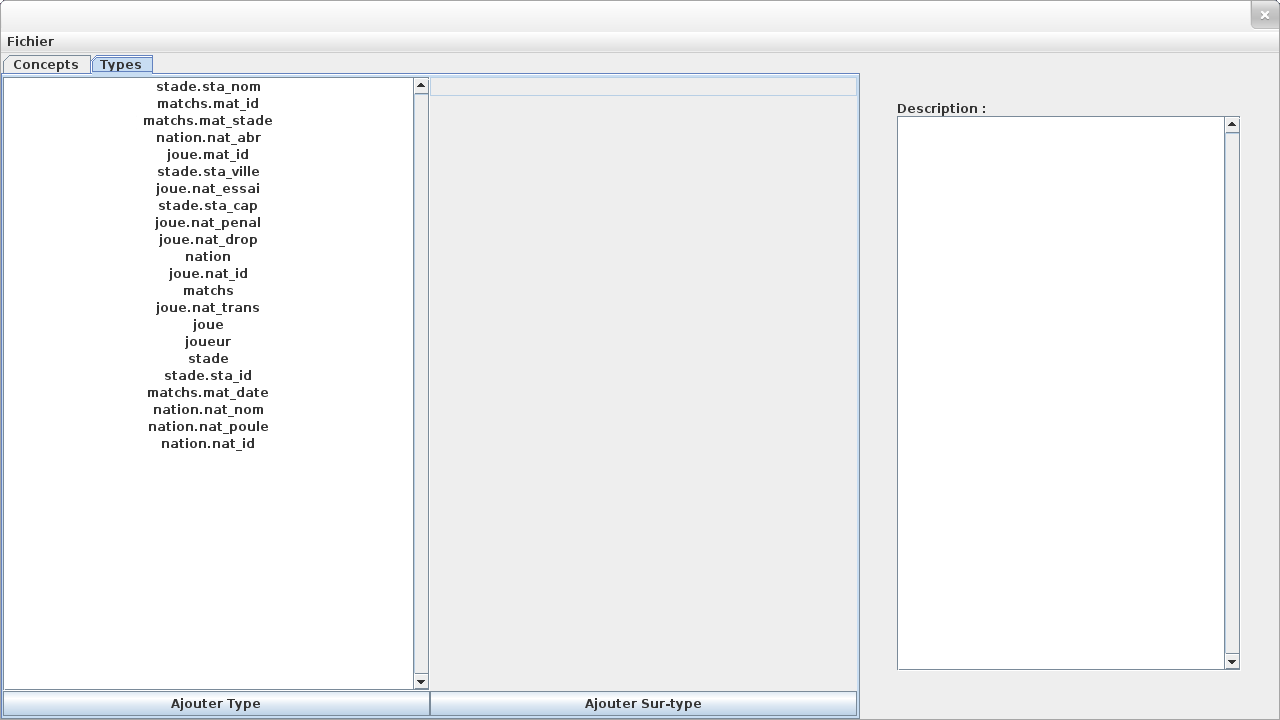 Fichier
Concepts Types
stade.sta_nom
matchs.mat_id
matchs.mat_stade
nation.nat_abr
joue.mat_id
stade.sta_ville
joue.nat_essai
stade.sta_cap
joue.nat_penal
joue.nat_drop
nation
joue.nat_id
matchs
joue.nat_trans
joue
joueur
stade
stade.sta_id
matchs.mat_date
nation.nat_nom
nation.nat_poule
nation.nat_id
Ajouter Type
Ajouter Sur-type
Description :